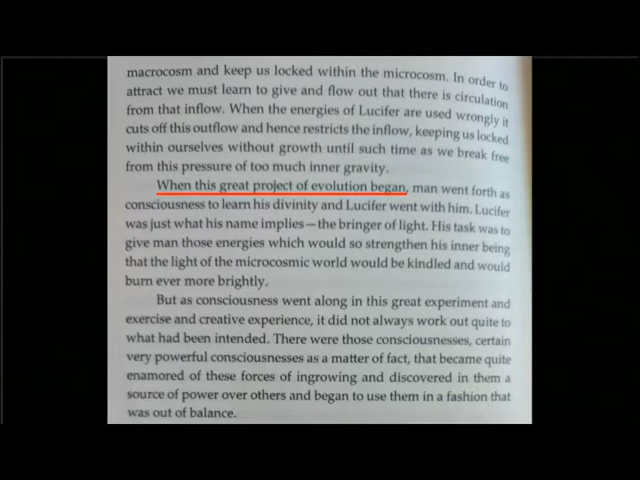 macrocosm and keep us locked within the microcosm. In order to
attract we must learn to give and flow out that there is circulation
from that inflow. When the energies of Lucifer are used wrongly it
cuts off this outflow and hence restricts the inflow, keeping us locked
within ourselves without growth until such time as we break free
from this pressure of too much inner gravity.
When this great project of evolution began, man went forth as
consciousness to learn his divinity and Lucifer went with him. Lucifer
was just what his name implies—the bringer of light. His task was to
give man those energies which would so strengthen his inner being
that the light of the microcosmic world would be kindled and would
burn ever more brightly.
But as consciousness went along in this great experiment and
exercise and creative experience, it did not always work out quite to
what had been intended. There were those consciousnesses, certain
very powerful consciousnesses as a matter of fact, that became quite
enamored of these forces of ingrowing and discovered in them a
source of power over others and began to use them in a fashion that
was out of balance.